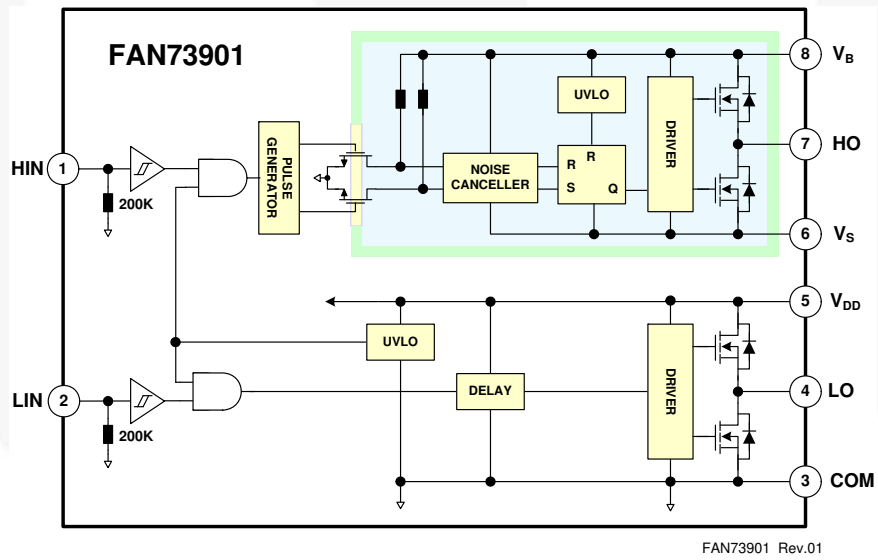 FAN73901
8 V_B
UVLO
DRIVER
HIN 1
PULSE GENERATOR
7 HO
NOISE
CANCELLER
R
R
S
Q
200K
6 V_S
5 V_DD
UVLO
LIN 2
DELAY
DRIVER
4 LO
200K
3 COM
FAN73901 Rev.01